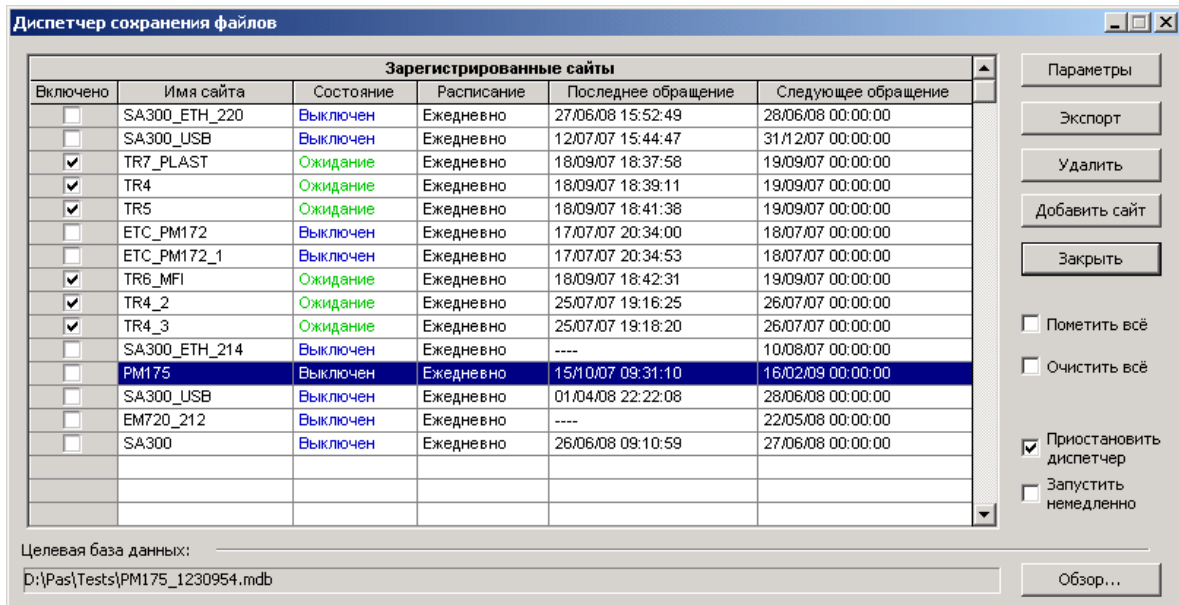 Диспетчер сохранения файлов
Зарегистрированные сайты
Включено Имя сайта Состояние Расписание Последнее обращение Следующее обращение
SA300_ETH_220 Выключен Ежедневно 27/06/08 15:52:49 28/06/08 00:00:00
SA300_USB Выключен Ежедневно 12/07/07 15:44:47 31/12/07 00:00:00
TR7_PLAST Ожидание Ежедневно 18/09/07 18:37:58 19/09/07 00:00:00
TR4 Ожидание Ежедневно 18/09/07 18:39:11 19/09/07 00:00:00
TR5 Ожидание Ежедневно 18/09/07 18:41:38 19/09/07 00:00:00
ETC_PM172 Выключен Ежедневно 17/07/07 20:34:00 18/07/07 00:00:00
ETC_PM172_1 Выключен Ежедневно 17/07/07 20:34:53 18/07/07 00:00:00
TR6_MFI Ожидание Ежедневно 18/09/07 18:42:31 19/09/07 00:00:00
TR4_2 Ожидание Ежедневно 25/07/07 19:16:25 26/07/07 00:00:00
TR4_3 Ожидание Ежедневно 25/07/07 19:18:20 26/07/07 00:00:00
SA300_ETH_214 Выключен Ежедневно ---- 10/08/07 00:00:00
PM175 Выключен Ежедневно 15/10/07 09:31:10 16/02/09 00:00:00
SA300_USB Выключен Ежедневно 01/04/08 22:22:08 28/06/08 00:00:00
EM720_212 Выключен Ежедневно ---- 22/05/08 00:00:00
SA300 Выключен Ежедневно 26/06/08 09:10:59 27/06/08 00:00:00
Параметры
Экспорт
Удалить
Добавить сайт
Закрыть
Пометить всё
Очистить всё
Приостановить
диспетчер
Запустить
немедленно
Целевая база данных:
D:\Pas\Tests\PM175_1230954.mdb
Обзор...